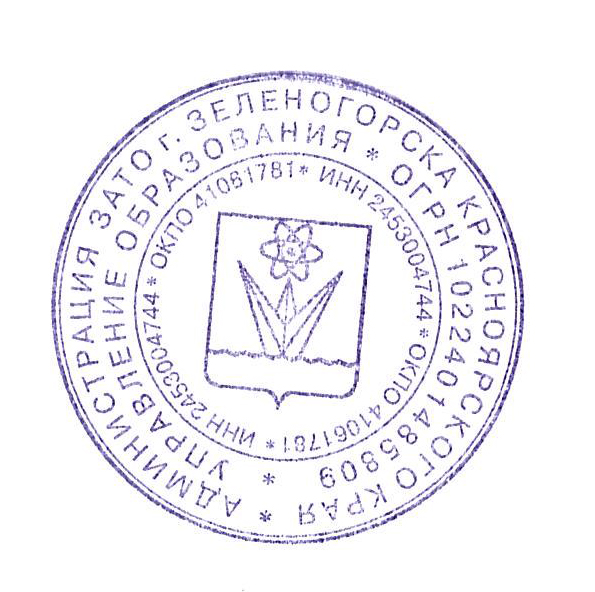 АДМИНИСТРАЦИЯ ЗАТО г. ЗЕЛЕНОГОРСКА КРАСНОЯРСКОГО КРАЯ *
УПРАВЛЕНИЕ ОБРАЗОВАНИЯ * ОГРН 1022401485809 *
ИНН 2453004744 * ОКПО 41061781 * ИНН 2453004744 * ОКПО 41061781 *